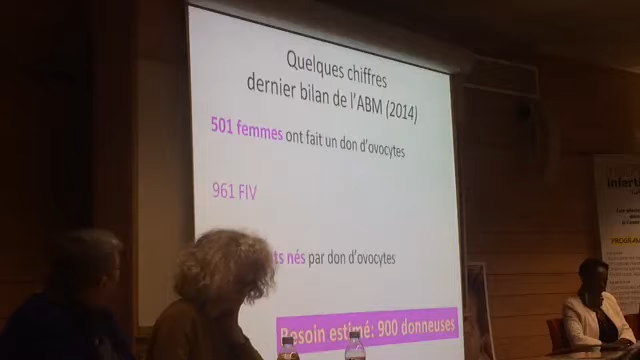 Quelques chiffres
dernier bilan de l'ABM (2014)
501 femmes ont fait un don d'ovocytes
961 FIV
ts nés par don d'ovocytes
Besoin estimé: 900 donneuses